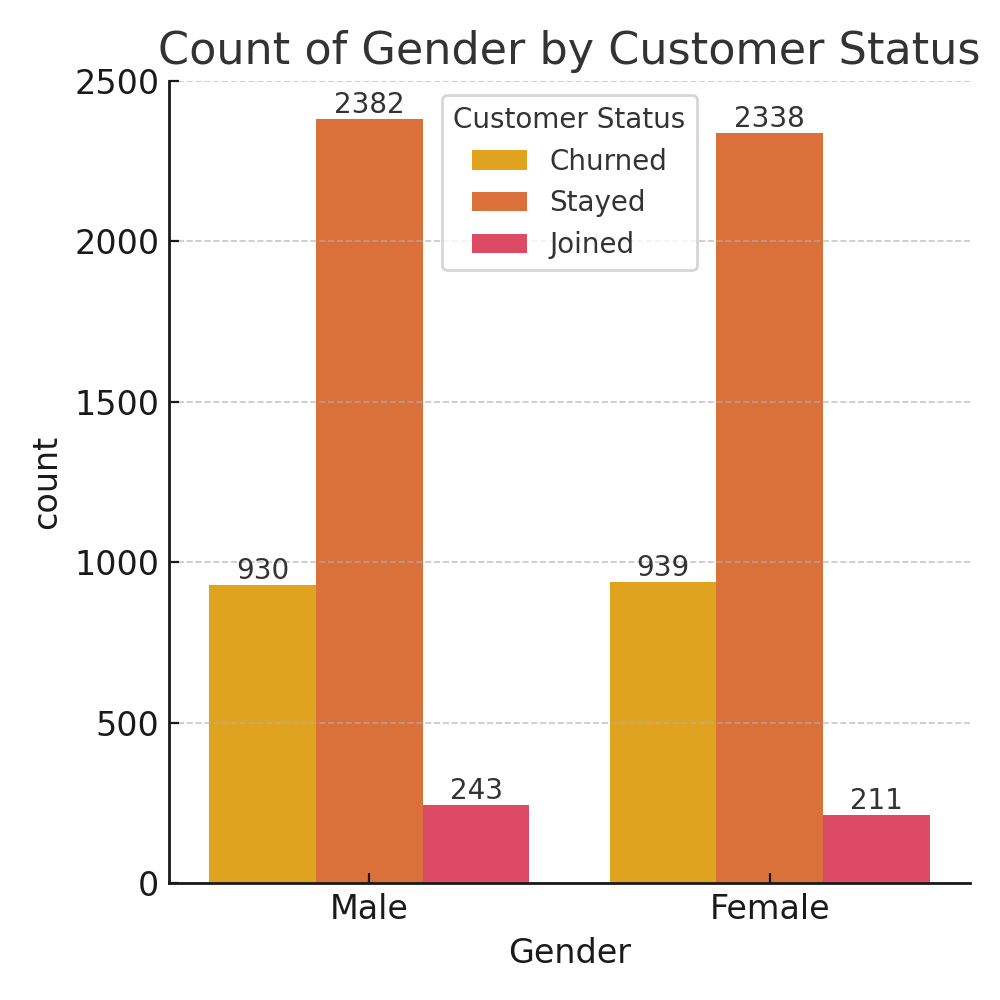 Count of Gender by Customer Status
2500
2000
1500
1000
500
0
count
2382
2338
930
939
243
211
Customer Status
Churned
Stayed
Joined
Male
Female
Gender